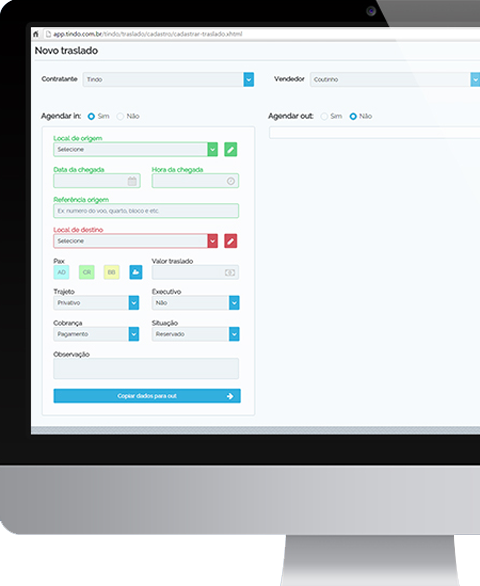 app.tindo.com.br/tindo/traslado/cadastro/cadastrar-traslado.xhtml
Novo traslado
Contratante Tindo Vendedor Coutinho
Agendar in: Sim Não Agendar out: Sim Não
Local de origem
Selecione
Data da chegada Hora da chegada
Referência origem
Ex: numero do voo, quarto, bloco e etc.
Local de destino
Selecione
Pax Valor traslado
AD CR BB
Trajeto Executivo
Privativo Não
Cobrança Situação
Pagamento Reservado
Observação
Copiar dados para out